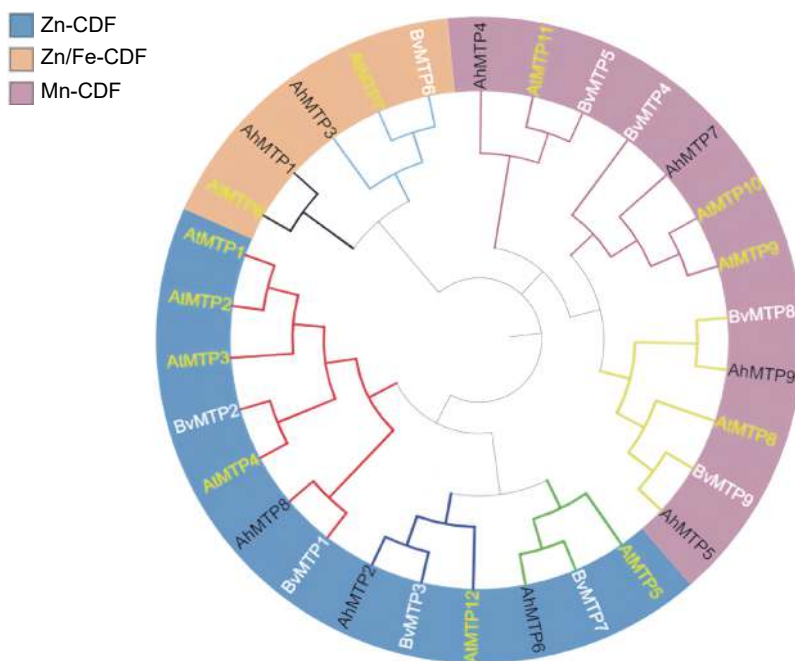 Zn-CDF
Zn/Fe-CDF
Mn-CDF
AhMTP4
AtMTP11
BvMTP5
BvMTP4
AhMTP7
AtMTP10
AtMTP9
BvMTP8
AhMTP9
AtMTP8
BvMTP9
AhMTP5
AtMTP5
BvMTP7
AhMTP6
AtMTP12
BvMTP3
AhMTP2
BvMTP1
AhMTP8
AtMTP4
BvMTP2
AtMTP3
AtMTP2
AtMTP1
AhMTP1
AhMTP3
BvMTP6